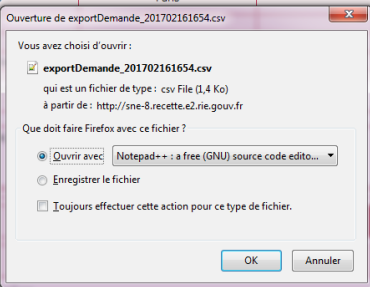 Ouverture de exportDemande_201702161654.csv
Vous avez choisi d'ouvrir :
exportDemande_201702161654.csv
qui est un fichier de type : csv File (1,4 Ko)
à partir de : http://sne-8.recette.e2.rie.gouv.fr
Que doit faire Firefox avec ce fichier ?
Ouvrir avec
Notepad++ : a free (GNU) source code edito...
Enregistrer le fichier
Toujours effectuer cette action pour ce type de fichier.
OK
Annuler